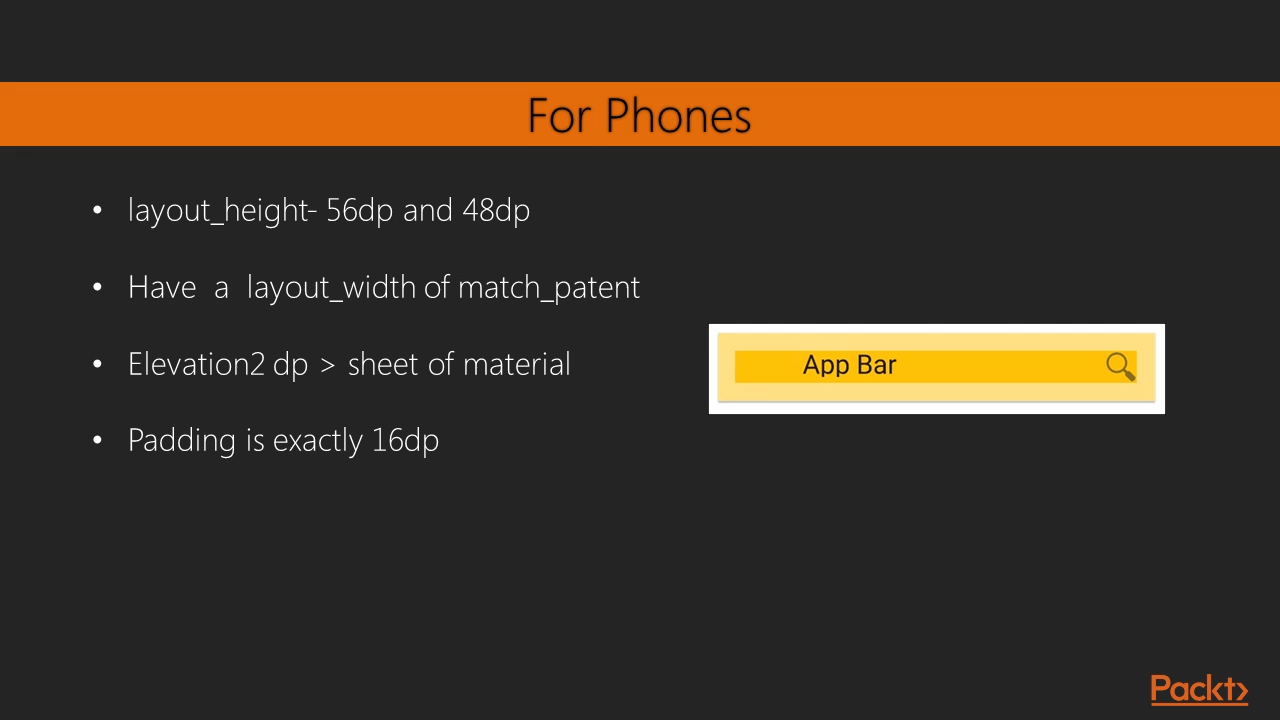 For Phones
• layout_height- 56dp and 48dp
• Have a layout_width of match_patent
• Elevation2 dp > sheet of material
App Bar
• Padding is exactly 16dp
Packt>